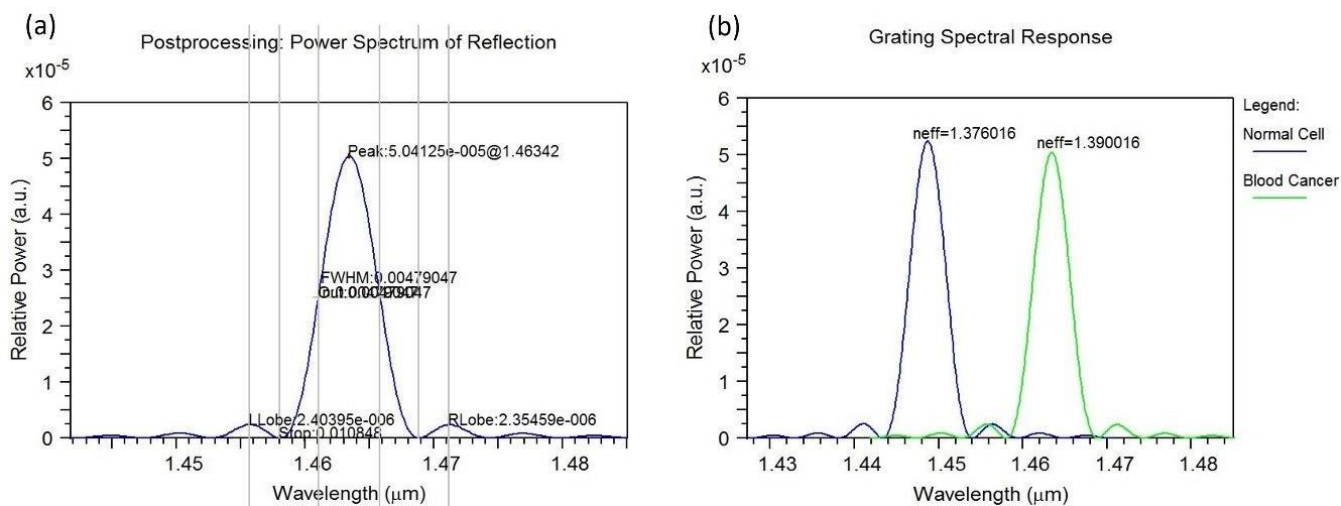 (a)
Postprocessing: Power Spectrum of Reflection
x10-5
6
5
4
3
2
1
0
Relative Power (a.u.)
Peak:5.04125e-005@1.46342
FWHM:0.00479047
LLobe:2.40395e-006
RLobe:2.35459e-006
Stop:0.010848
1.45
1.46
1.47
1.48
Wavelength (μm)
(b)
Grating Spectral Response
x10-5
6
5
4
3
2
1
0
Relative Power (a.u.)
neff=1.376016
neff=1.390016
1.43
1.44
1.45
1.46
1.47
1.48
Wavelength (μm)
Legend:
Normal Cell
Blood Cancer